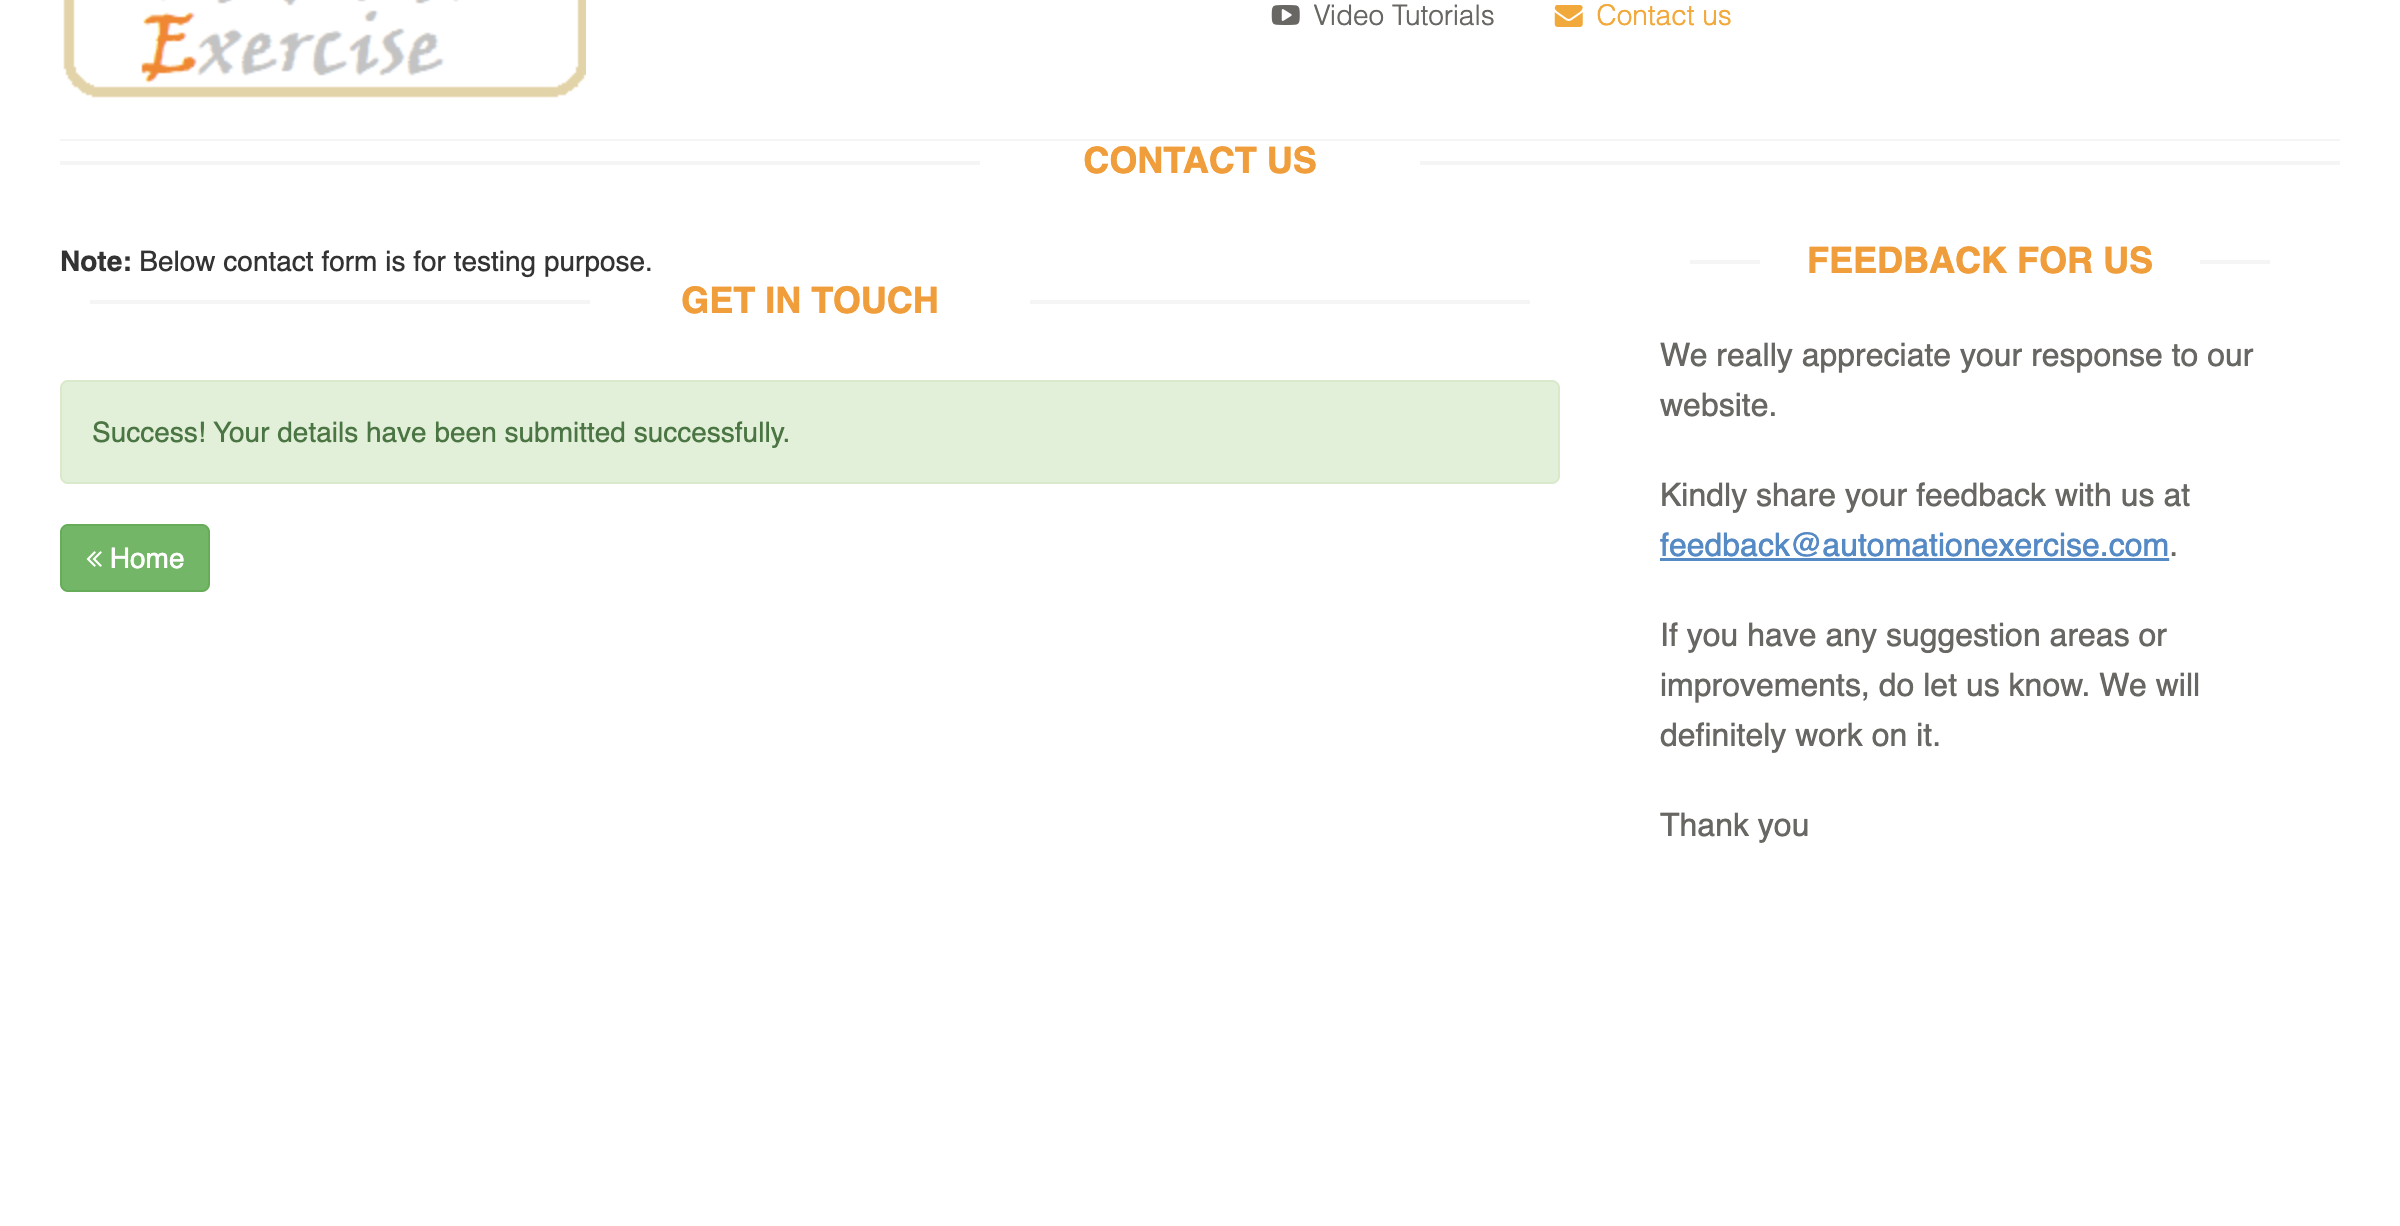 Exercise
Video Tutorials
Contact us
CONTACT US
Note: Below contact form is for testing purpose.
GET IN TOUCH
Success! Your details have been submitted successfully.
« Home
FEEDBACK FOR US
We really appreciate your response to our
website.
Kindly share your feedback with us at
feedback@automationexercise.com.
If you have any suggestion areas or
improvements, do let us know. We will
definitely work on it.
Thank you